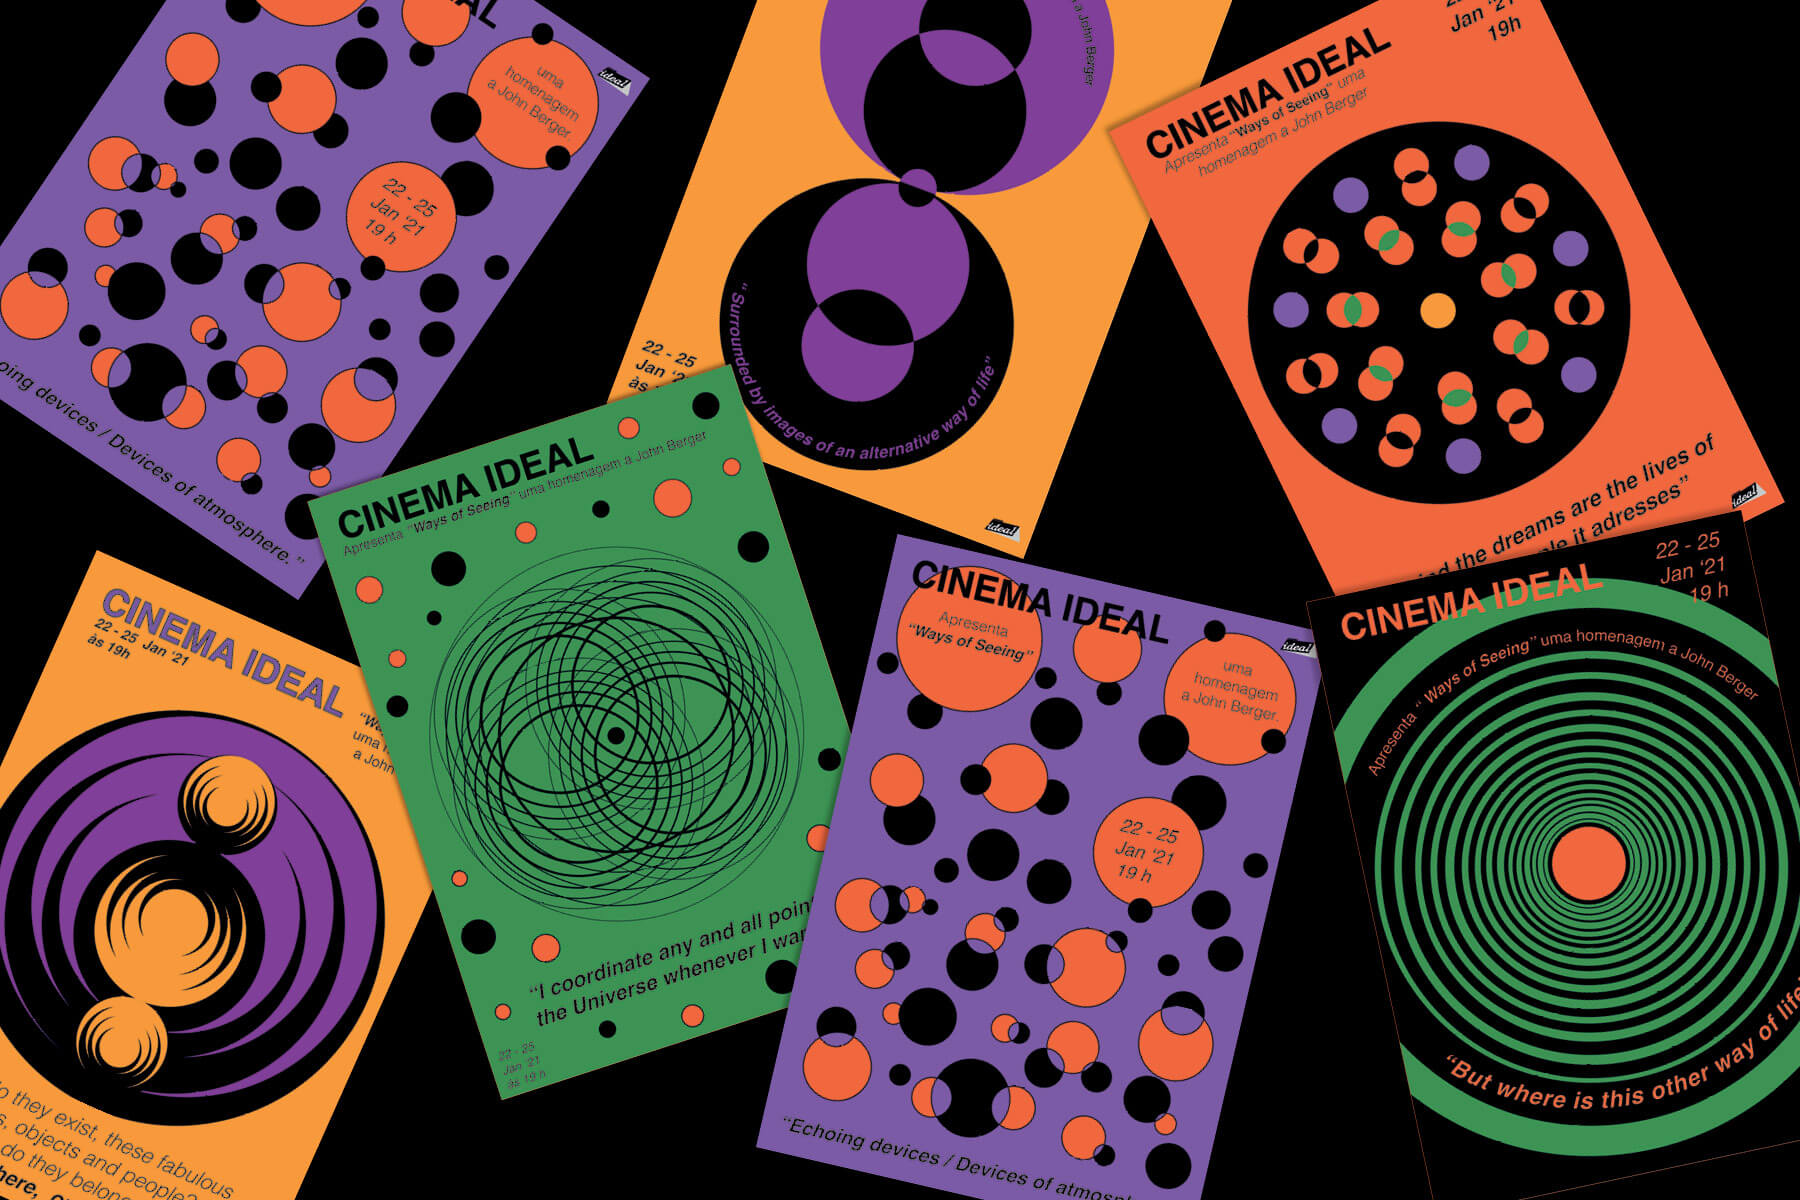 uma
homenagem
a John Berger.
ideal
22 - 25
Jan ‘21
19 h
devices / Devices of atmosphere. ”
a John Berger
“Surrounded by images of an alternative way of life”
22 - 25
Jan
às
ideal
Jan ‘21
19h
CINEMA IDEAL
Apresenta “Ways of Seeing” uma
homenagem a John Berger
the dreams are the lives of
it adresses”
ideal
CINEMA IDEAL
22 - 25 Jan ‘21
às 19h
uma
a John
they exist, these fabulous
objects and people?
do they belong
CINEMA IDEAL
Apresenta “Ways of Seeing” uma homenagem a John Berger
“I coordinate any and all
the Universe whenever I
22 - 25
Jan ‘21
às 19 h
CINEMA IDEAL
Apresenta
“Ways of Seeing”
ideal
uma
homenagem
a John Berger.
22 - 25
Jan ‘21
19 h
“Echoing devices / Devices of
CINEMA IDEAL
22 - 25
Jan ‘21
19 h
Apresenta “ Ways of Seeing” uma homenagem a John Berger
“But where is this other way of life